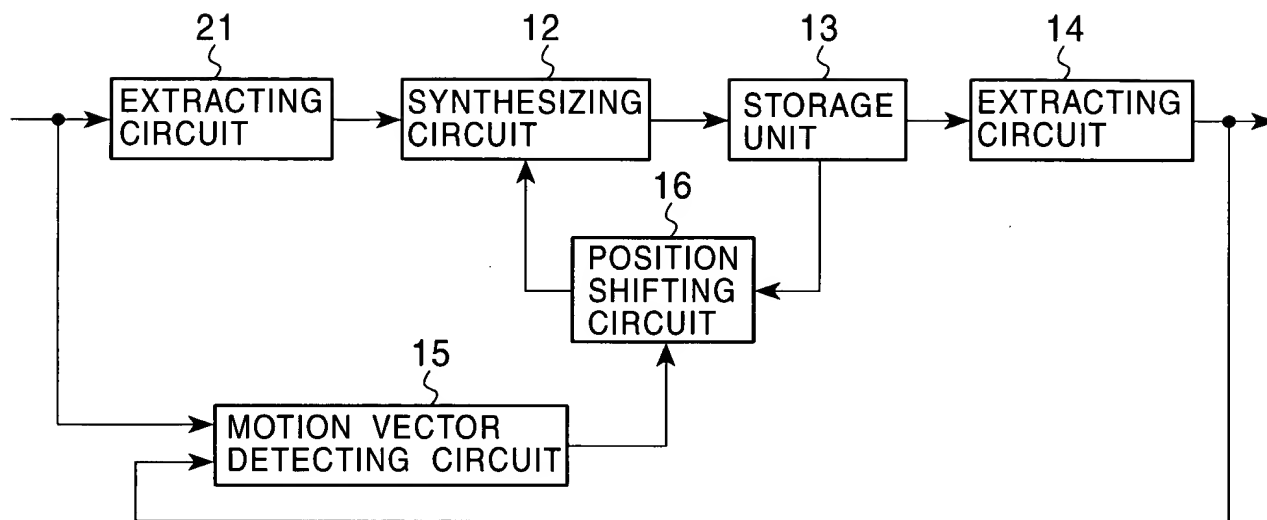 21
EXTRACTING
CIRCUIT
12
SYNTHESIZING
CIRCUIT
13
STORAGE
UNIT
14
EXTRACTING
CIRCUIT
16
POSITION
SHIFTING
CIRCUIT
15
MOTION VECTOR
DETECTING CIRCUIT